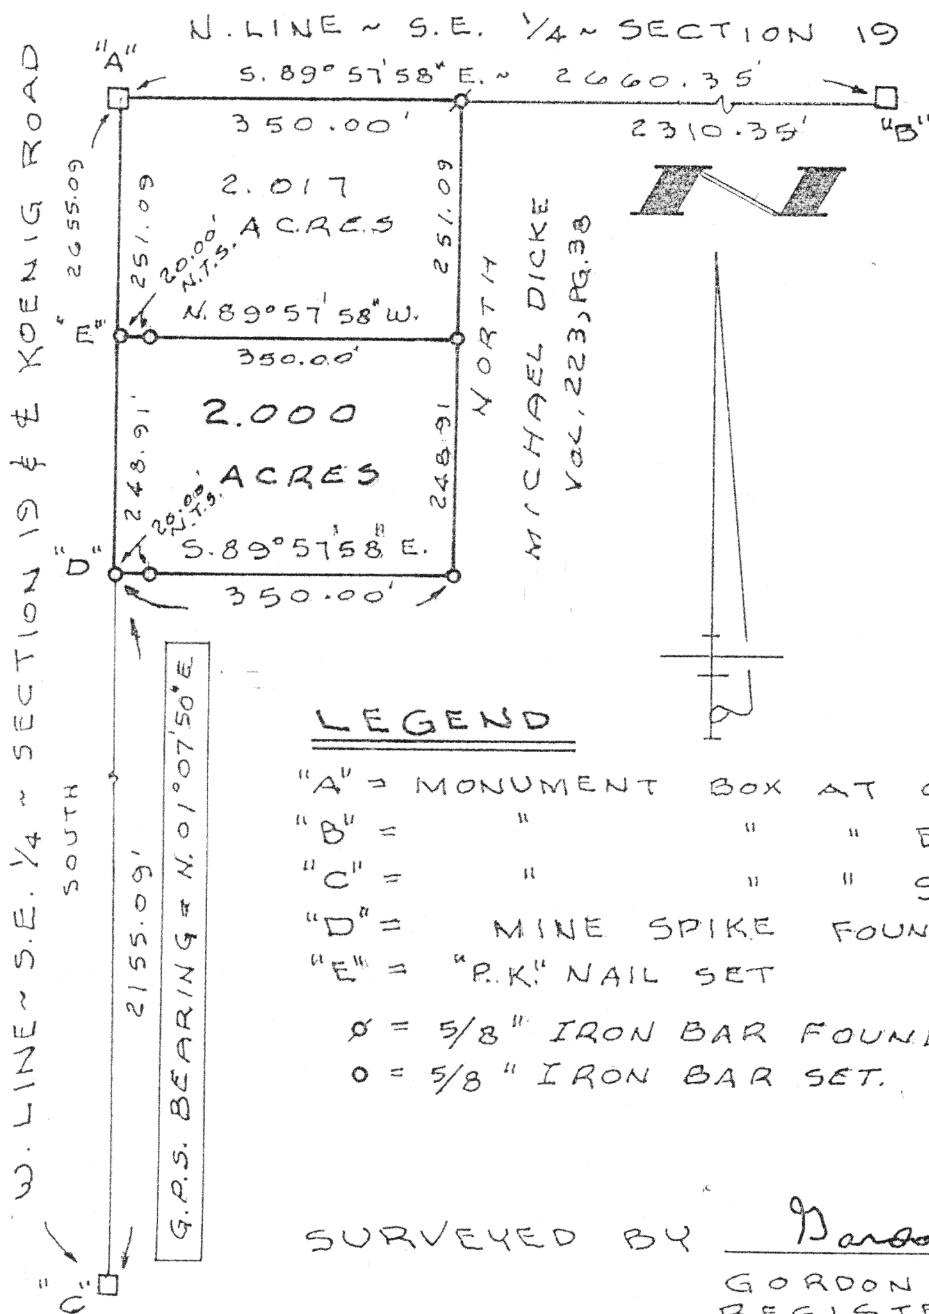 N. LINE ~ S.E. 1/4 ~ SECTION 19
"A"
S. 89° 57' 58" E. ~ 2660.35'
350.00'
2310.35'
"B"
W. LINE ~ S.E. 1/4 ~ SECTION 19 & ℄ KOENIG ROAD
2655.09
251.09
2.017
ACRES
251.09
20.00'
N.T.S.
N. 89° 57' 58" W.
"E"
350.00'
NORTH
MICHAEL DICKE
VOL. 223, PG. 38
248.91'
2.000
ACRES
248.91
20.00'
N.T.S.
S. 89° 57' 58" E.
"D"
350.00'
SOUTH
2155.09'
G.P.S. BEARING = N. 01° 07' 50" E
"C"
LEGEND
"A" = MONUMENT BOX AT
"B" = " " "
"C" = " " "
"D" = MINE SPIKE FOUN
"E" = "P.K." NAIL SET
ø = 5/8" IRON BAR FOUN
o = 5/8" IRON BAR SET.
SURVEYED BY
GORDON
REGISTE